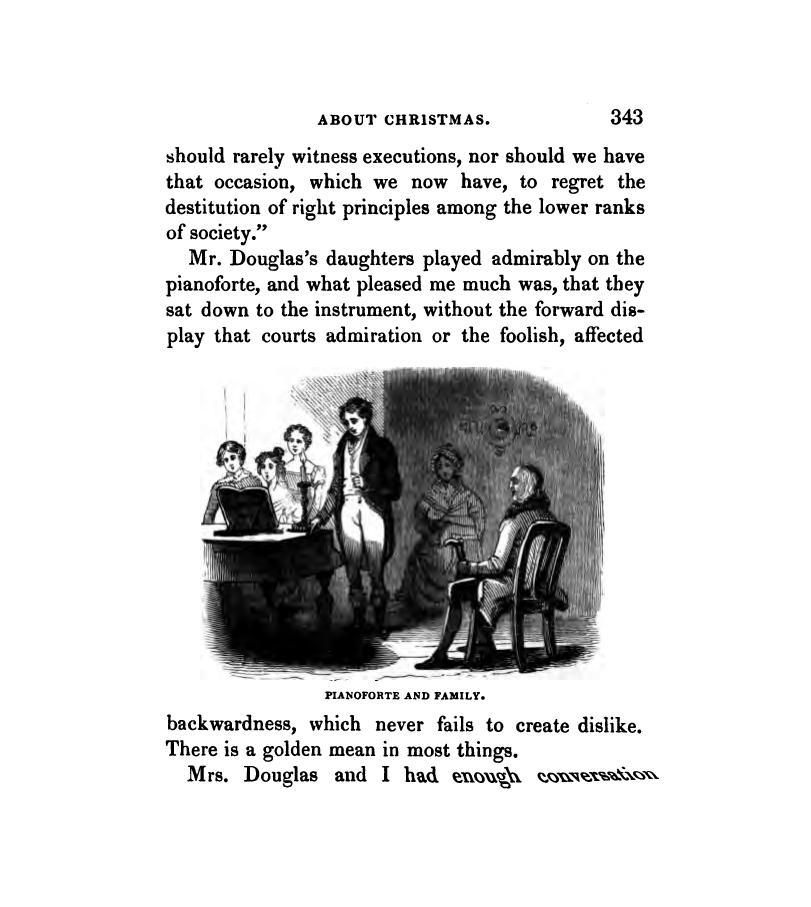 ABOUT CHRISTMAS. 343
should rarely witness executions, nor should we have
that occasion, which we now have, to regret the
destitution of right principles among the lower ranks
of society.”
Mr. Douglas’s daughters played admirably on the
pianoforte, and what pleased me much was, that they
sat down to the instrument, without the forward dis-
play that courts admiration or the foolish, affected
PIANOFORTE AND FAMILY.
backwardness, which never fails to create dislike.
There is a golden mean in most things.
Mrs. Douglas and I had enough conversation